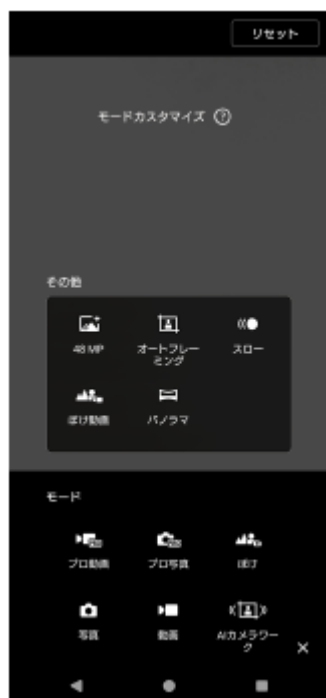 リセット
モードカスタマイズ ?
その他
48 MP
オートフレー
ミング
スロー
ぼけ動画
パノラマ
モード
プロ動画
プロ写真
ぼけ
写真
動画
AIカメラワー
ク